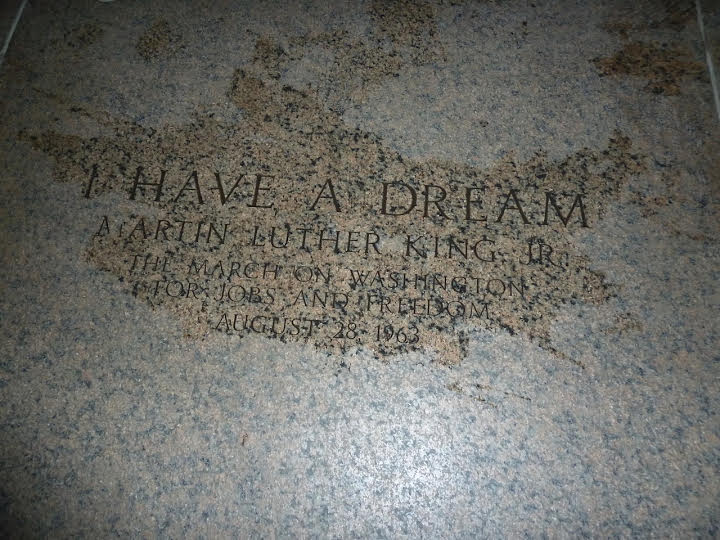 I HAVE A DREAM
MARTIN LUTHER KING, JR.
THE MARCH ON WASHINGTON
FOR JOBS AND FREEDOM
AUGUST 28, 1963